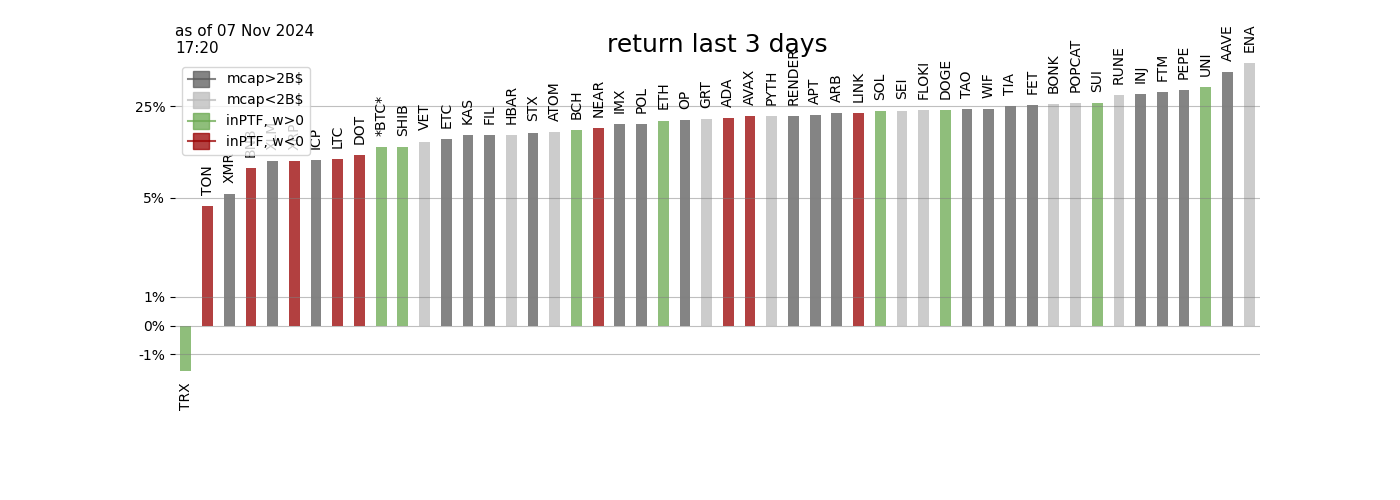 as of 07 Nov 2024
17:20
return last 3 days
mcap>2B$
mcap<2B$
inPTF, w>0
inPTF, w<0
25%
5%
1%
0%
-1%
TRX
TON
XMR
BNB
XLM
XRP
ICP
LTC
DOT
*BTC*
SHIB
VET
ETC
KAS
FIL
HBAR
STX
ATOM
BCH
NEAR
IMX
POL
ETH
OP
GRT
ADA
AVAX
PYTH
RENDER
APT
ARB
LINK
SOL
SEI
FLOKI
DOGE
TAO
WIF
TIA
FET
BONK
POPCAT
SUI
RUNE
INJ
FTM
PEPE
UNI
AAVE
ENA